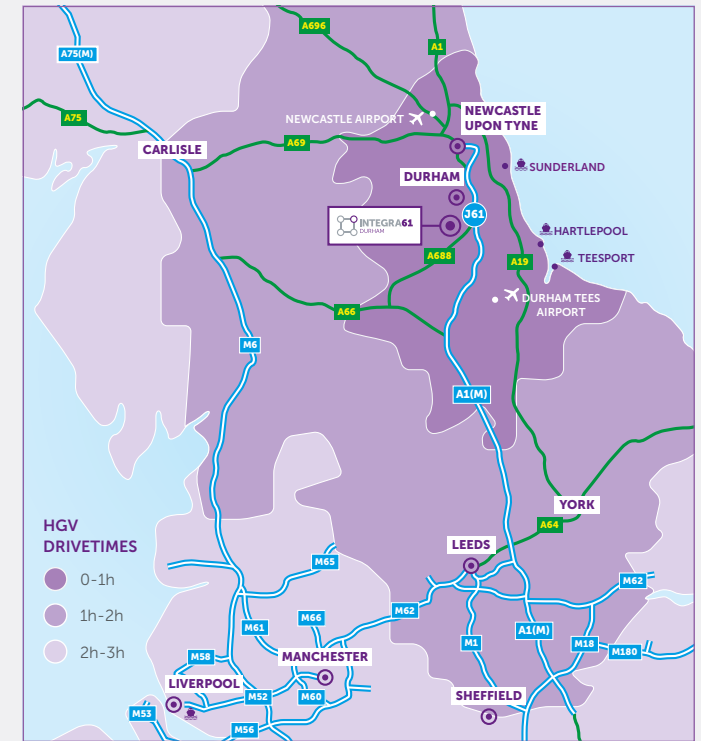 A696
A1
A75(M)
A75
NEWCASTLE AIRPORT
NEWCASTLE
UPON TYNE
CARLISLE
A69
SUNDERLAND
DURHAM
INTEGRA61
DURHAM
J61
HARTLEPOOL
A688
A19
TEESPORT
DURHAM TEES
AIRPORT
A66
M6
A1(M)
YORK
HGV
DRIVETIMES
0-1h
1h-2h
2h-3h
A64
LEEDS
M65
M62
M62
M66
M61
A1(M)
M1
M18
M180
M58
MANCHESTER
LIVERPOOL
M52
M60
SHEFFIELD
M53
M56